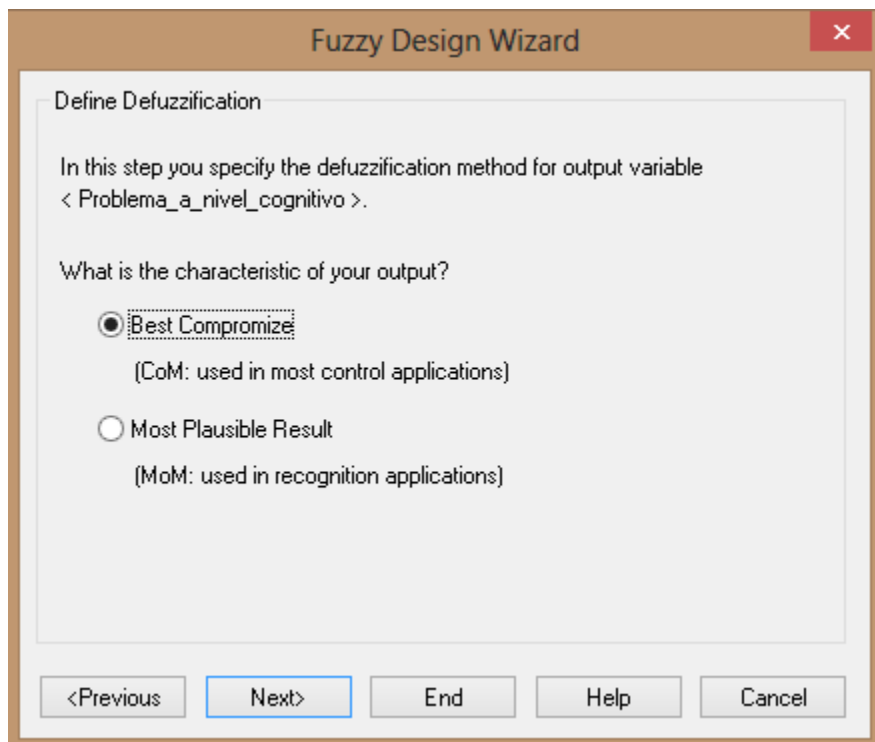 Fuzzy Design Wizard
Define Defuzzification
In this step you specify the defuzzification method for output variable
< Problema_a_nivel_cognitivo >.
What is the characteristic of your output?
Best Compromize
(CoM: used in most control applications)
Most Plausible Result
(MoM: used in recognition applications)
<Previous
Next>
End
Help
Cancel